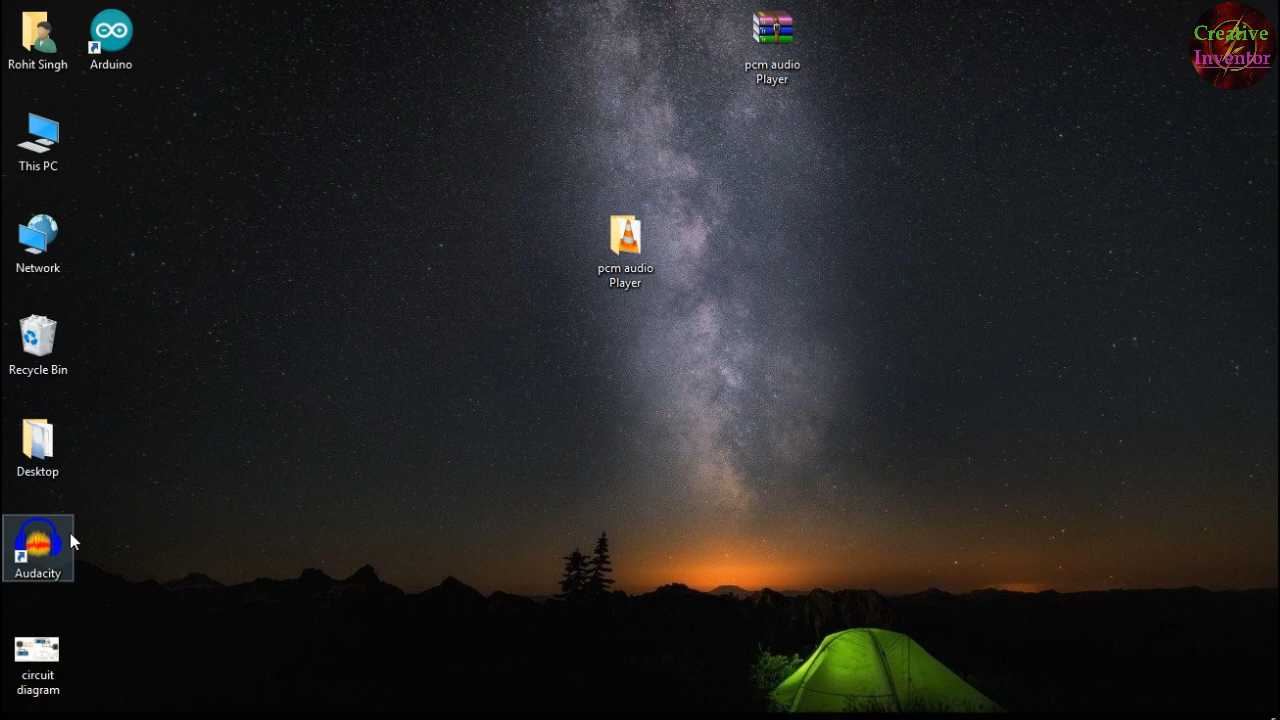 Rohit Singh
Arduino
pcm audio
Player
Creative
Inventor
This PC
Network
pcm audio
Player
Recycle Bin
Desktop
Audacity
circuit
diagram